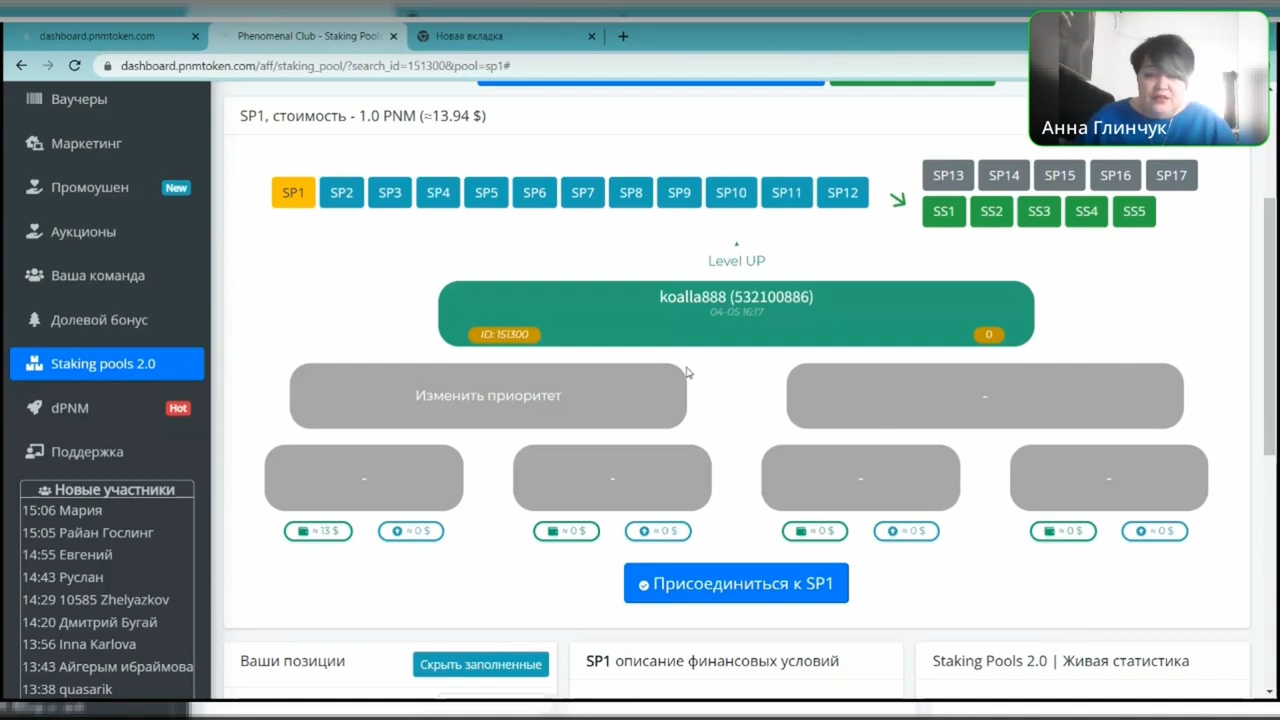 dashboard.pnmtoken.com
Phenomenal Club - Staking Pools
Новая вкладка
dashboard.pnmtoken.com/aff/staking_pool/?search_id=151300&pool=sp1#
Анна Глинчук
Ваучеры
Маркетинг
Промоушен New
Аукционы
Ваша команда
Долевой бонус
Staking pools 2.0
dPNM Hot
Поддержка
Новые участники
15:06 Мария
15:05 Райан Гослинг
14:55 Евгений
14:43 Руслан
14:29 10585 Zhelyazkov
14:20 Дмитрий Бугай
13:56 Inna Karlova
13:43 Айгерым ибраймова
13:38 quasarik
SP1, стоимость - 1.0 PNM (≈13.94 $)
SP1 SP2 SP3 SP4 SP5 SP6 SP7 SP8 SP9 SP10 SP11 SP12
SP13 SP14 SP15 SP16 SP17
SS1 SS2 SS3 SS4 SS5
Level UP
koalla888 (532100886)
04-05 16:17
ID: 151300 0
Изменить приоритет -
- - - -
≈ 13 $ ≈ 0 $ ≈ 0 $ ≈ 0 $ ≈ 0 $ ≈ 0 $ ≈ 0 $ ≈ 0 $
Присоединиться к SP1
Ваши позиции Скрыть заполненные
SP1 описание финансовых условий
Staking Pools 2.0 | Живая статистика